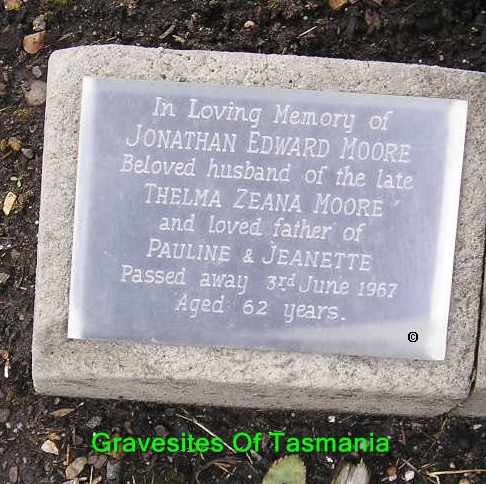 In Loving Memory of
JONATHAN EDWARD MOORE
Beloved husband of the late
THELMA ZEANA MOORE
and loved father of
PAULINE & JEANETTE
Passed away 3rd June 1967
Aged 62 years.
©
Gravesites Of Tasmania